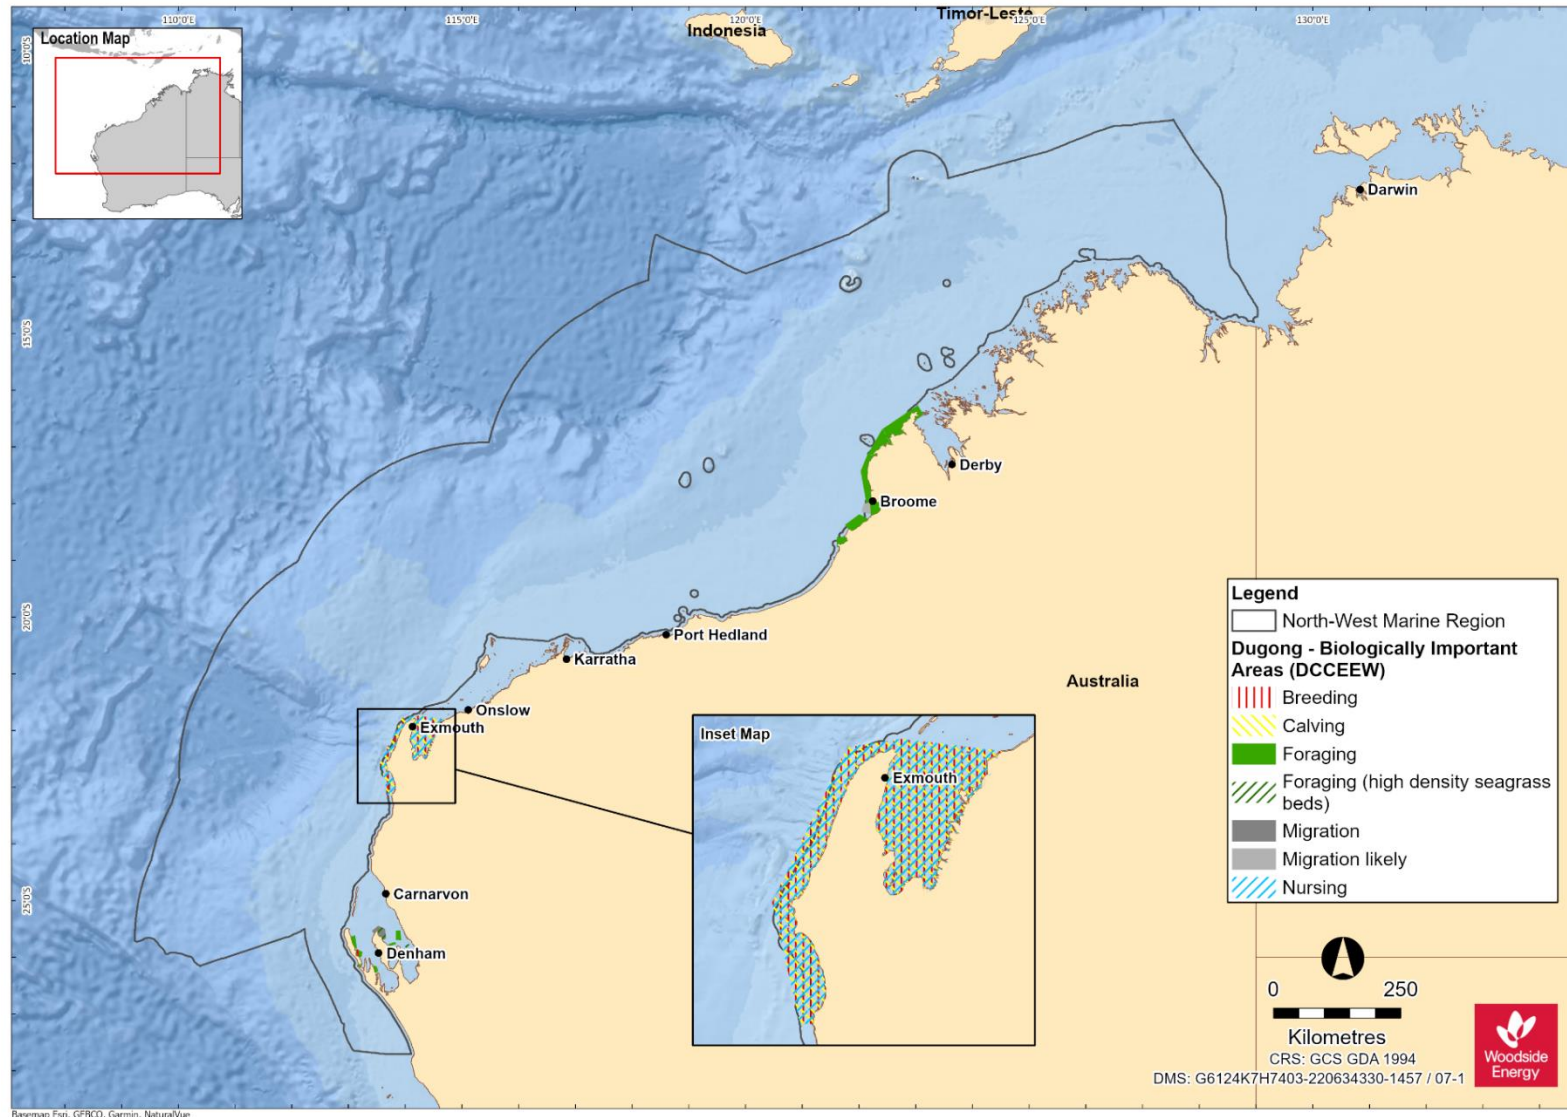 110°0'E
115°0'E
120°0'E
125°0'E
130°0'E
Location Map
Indonesia
Timor-Leste
10°0'S
15°0'S
20°0'S
25°0'S
Darwin
Derby
Broome
Port Hedland
Karratha
Onslow
Exmouth
Carnarvon
Denham
Australia
Inset Map
Exmouth
Legend
North-West Marine Region
Dugong - Biologically Important
Areas (DCCEEW)
Breeding
Calving
Foraging
Foraging (high density seagrass
beds)
Migration
Migration likely
Nursing
0 250
Kilometres
CRS: GCS GDA 1994
DMS: G6124K7H7403-220634330-1457 / 07-1
Woodside
Energy
Basemap Esri, GEBCO, Garmin, NaturalVue